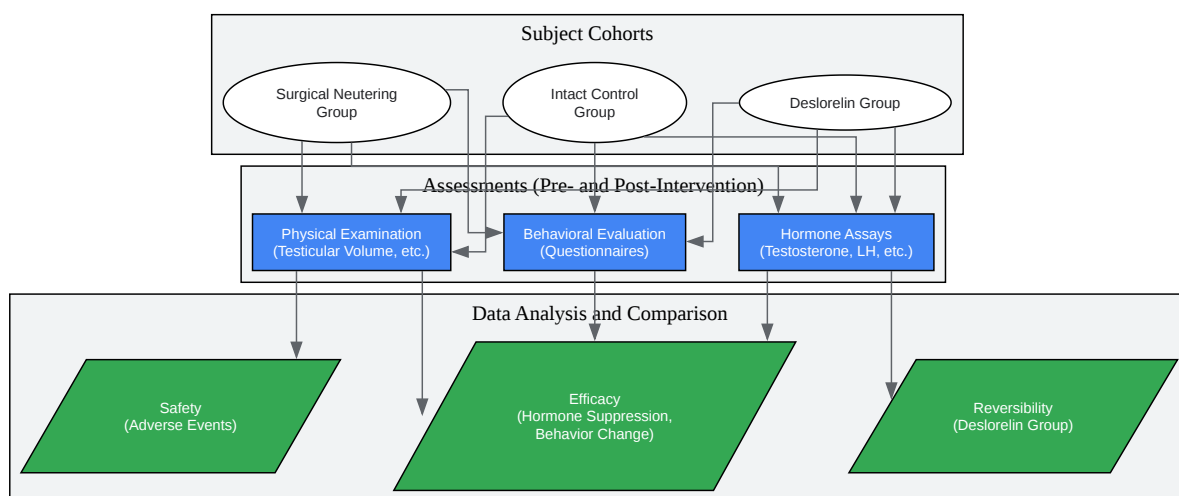 Subject Cohorts
Surgical Neutering
Group
Intact Control
Group
Deslorelin Group
Assessments (Pre- and Post-Intervention)
Physical Examination
(Testicular Volume, etc.)
Behavioral Evaluation
(Questionnaires)
Hormone Assays
(Testosterone, LH, etc.)
Data Analysis and Comparison
Safety
(Adverse Events)
Efficacy
(Hormone Suppression,
Behavior Change)
Reversibility
(Deslorelin Group)